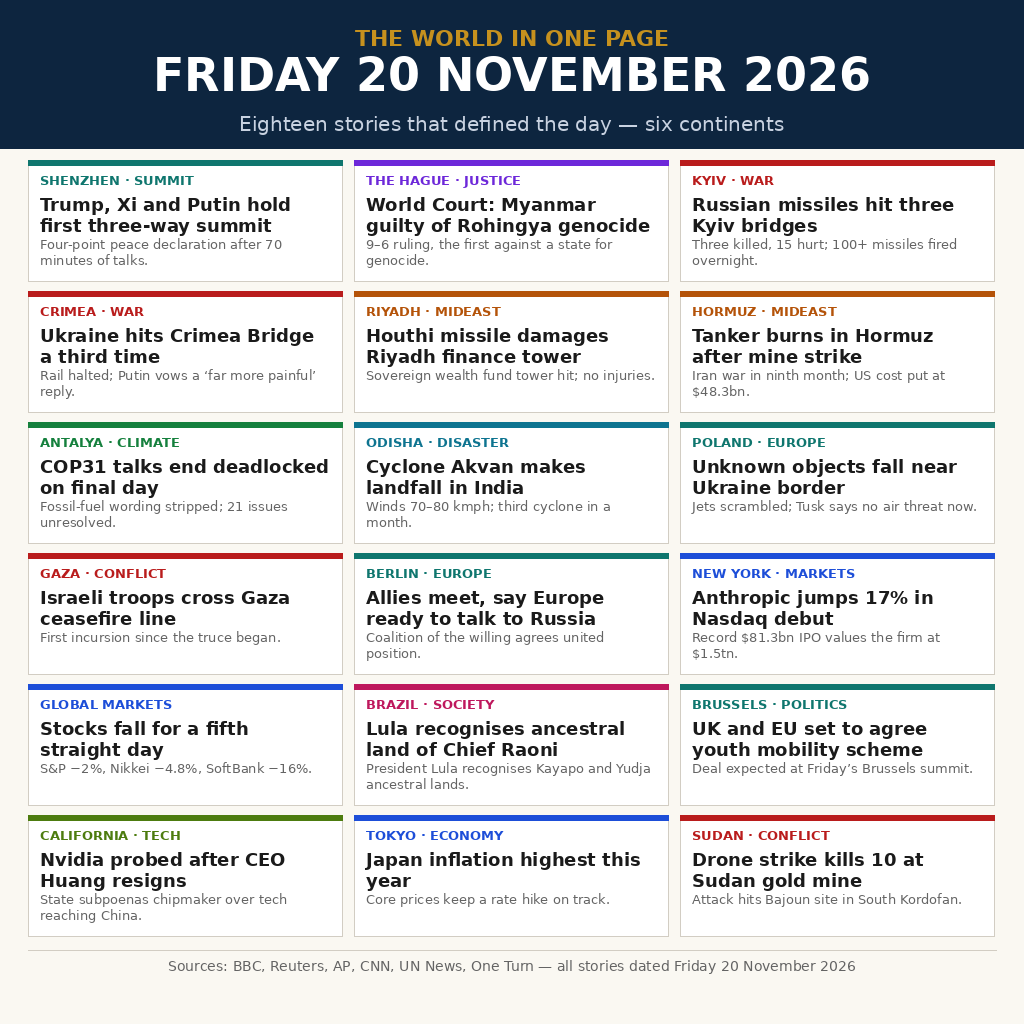 THE WORLD IN ONE PAGE
FRIDAY 20 NOVEMBER 2026
Eighteen stories that defined the day — six continents
SHENZHEN · SUMMIT
Trump, Xi and Putin hold
first three-way summit
Four-point peace declaration after 70
minutes of talks.
THE HAGUE · JUSTICE
World Court: Myanmar
guilty of Rohingya genocide
9–6 ruling, the first against a state for
genocide.
KYIV · WAR
Russian missiles hit three
Kyiv bridges
Three killed, 15 hurt; 100+ missiles fired
overnight.
CRIMEA · WAR
Ukraine hits Crimea Bridge
a third time
Rail halted; Putin vows a ‘far more painful’
reply.
RIYADH · MIDEAST
Houthi missile damages
Riyadh finance tower
Sovereign wealth fund tower hit; no injuries.
HORMUZ · MIDEAST
Tanker burns in Hormuz
after mine strike
Iran war in ninth month; US cost put at
$48.3bn.
ANTALYA · CLIMATE
COP31 talks end deadlocked
on final day
Fossil-fuel wording stripped; 21 issues
unresolved.
ODISHA · DISASTER
Cyclone Akvan makes
landfall in India
Winds 70–80 kmph; third cyclone in a
month.
POLAND · EUROPE
Unknown objects fall near
Ukraine border
Jets scrambled; Tusk says no air threat now.
GAZA · CONFLICT
Israeli troops cross Gaza
ceasefire line
First incursion since the truce began.
BERLIN · EUROPE
Allies meet, say Europe
ready to talk to Russia
Coalition of the willing agrees united
position.
NEW YORK · MARKETS
Anthropic jumps 17% in
Nasdaq debut
Record $81.3bn IPO values the firm at
$1.5tn.
GLOBAL MARKETS
Stocks fall for a fifth
straight day
S&P −2%, Nikkei −4.8%, SoftBank −16%.
BRAZIL · SOCIETY
Lula recognises ancestral
land of Chief Raoni
President Lula recognises Kayapo and Yudja
ancestral lands.
BRUSSELS · POLITICS
UK and EU set to agree
youth mobility scheme
Deal expected at Friday’s Brussels summit.
CALIFORNIA · TECH
Nvidia probed after CEO
Huang resigns
State subpoenas chipmaker over tech
reaching China.
TOKYO · ECONOMY
Japan inflation highest this
year
Core prices keep a rate hike on track.
SUDAN · CONFLICT
Drone strike kills 10 at
Sudan gold mine
Attack hits Bajoun site in South Kordofan.
Sources: BBC, Reuters, AP, CNN, UN News, One Turn — all stories dated Friday 20 November 2026